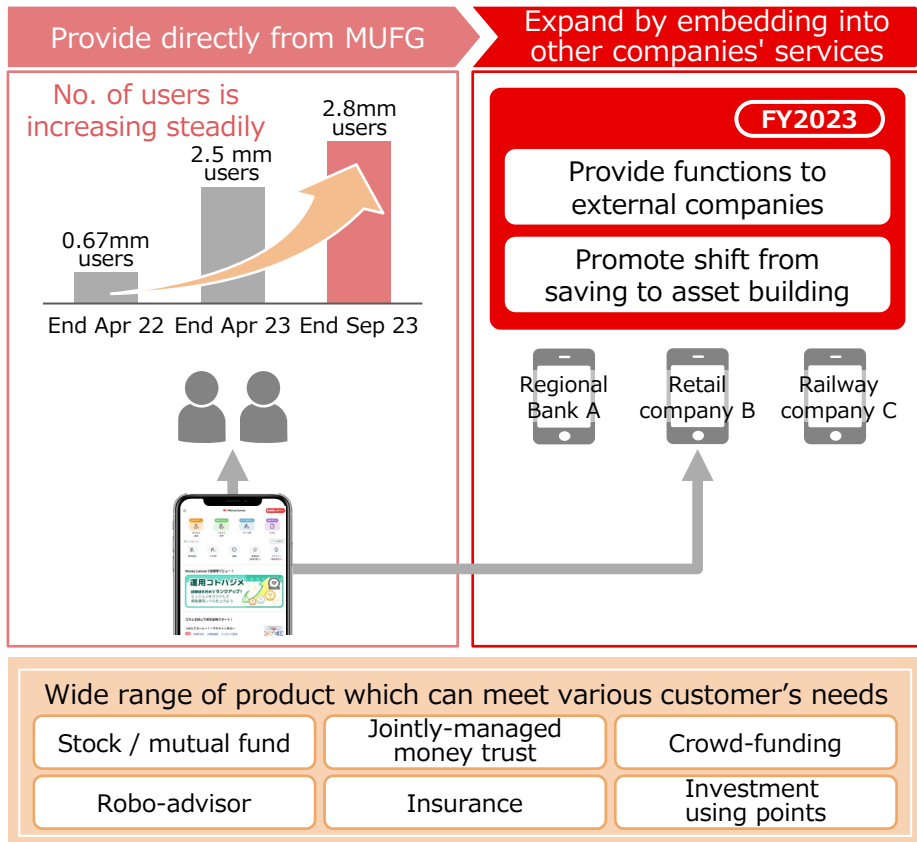 Provide directly from MUFG
Expand by embedding into
other companies' services
No. of users is
increasing steadily
0.67mm
users
2.5 mm
users
2.8mm
users
End Apr 22
End Apr 23
End Sep 23
FY2023
Provide functions to
external companies
Promote shift from
saving to asset building
Regional
Bank A
Retail
company B
Railway
company C
Money Canvas
運用コトハジメ
Wide range of product which can meet various customer’s needs
Stock / mutual fund
Jointly-managed
money trust
Crowd-funding
Robo-advisor
Insurance
Investment
using points